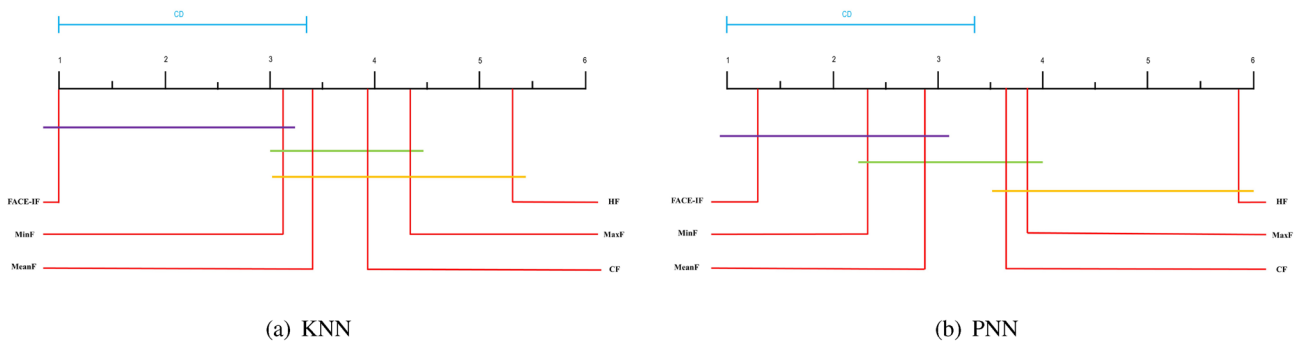 CD
1 2 3 4 5 6
FACE-IF HF
MinF MaxF
MeanF CF
(a) KNN
CD
1 2 3 4 5 6
FACE-IF HF
MinF MaxF
MeanF CF
(b) PNN